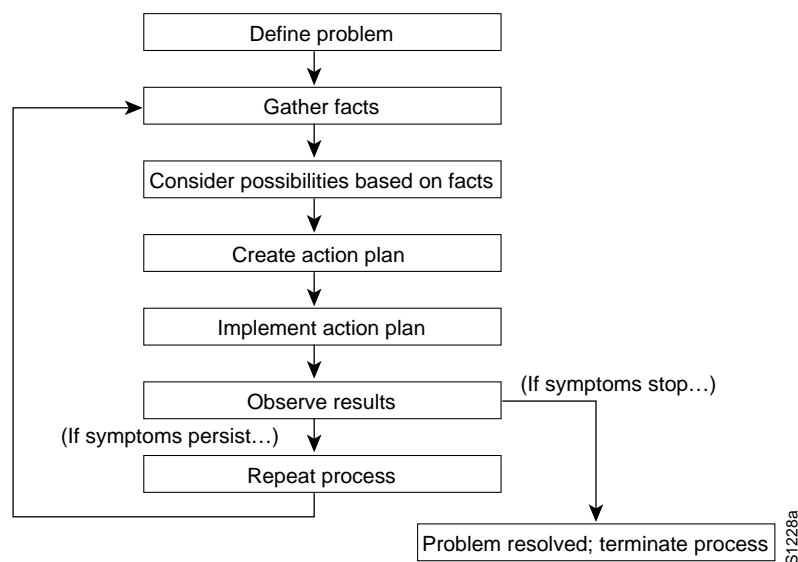 Define problem
Gather facts
Consider possibilities based on facts
Create action plan
Implement action plan
Observe results
(If symptoms stop…)
(If symptoms persist…)
Repeat process
Problem resolved; terminate process
S1228a